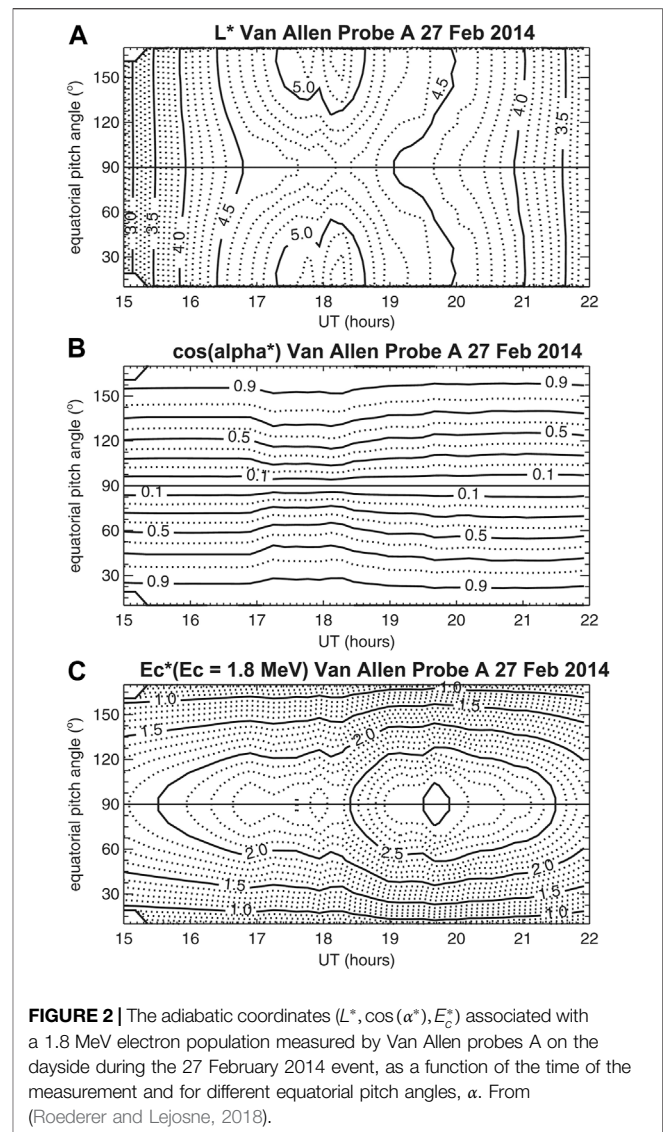 A L* Van Allen Probe A 27 Feb 2014
equatorial pitch angle (°)
150
120
90
60
30
3.0
3.5
4.0
4.5
5.0
5.0
4.5
4.0
3.5
15 16 17 18 19 20 21 22
UT (hours)
B cos(alpha*) Van Allen Probe A 27 Feb 2014
equatorial pitch angle (°)
150
120
90
60
30
0.9 0.9
0.5 0.5
0.1 0.1
0.1 0.1
0.5 0.5
0.9 0.9
15 16 17 18 19 20 21 22
UT (hours)
C Ec*(Ec = 1.8 MeV) Van Allen Probe A 27 Feb 2014
equatorial pitch angle (°)
150
120
90
60
30
1.0 1.0
1.5 1.5
2.0
2.0 2.5 2.0
1.5 1.5
1.0 1.0
15 16 17 18 19 20 21 22
UT (hours)
FIGURE 2 | The adiabatic coordinates (L*, cos(α*), E*c) associated with
a 1.8 MeV electron population measured by Van Allen probes A on the
dayside during the 27 February 2014 event, as a function of the time of the
measurement and for different equatorial pitch angles, α. From
(Roederer and Lejosne, 2018).